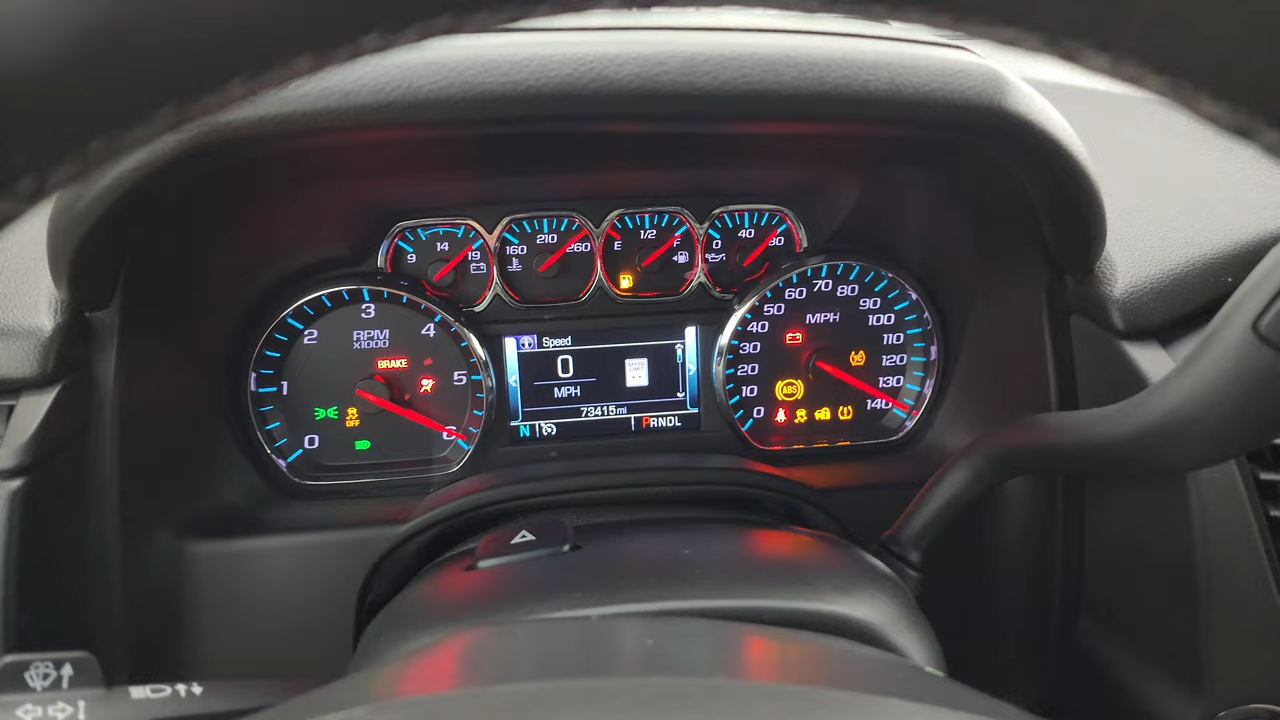 9 14 19
160 210 260
E 1/2 F
0 40 80
0 1 2 3 4 5 6
RPM
X1000
BRAKE
OFF
Speed
0
MPH
SPEED
LIMIT
73415mi
N
PRNDL
0 10 20 30 40 50 60 70 80 90 100 110 120 130 140
MPH
ABS